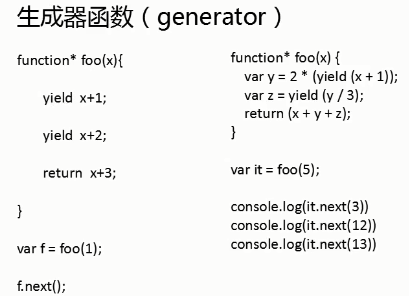 生成器函数（generator）
function* foo(x){
yield x+1;
yield x+2;
return x+3;
}
var f = foo(1);
f.next();
function* foo(x) {
var y = 2 * (yield (x + 1));
var z = yield (y / 3);
return (x + y + z);
}
var it = foo(5);
console.log(it.next(3))
console.log(it.next(12))
console.log(it.next(13))